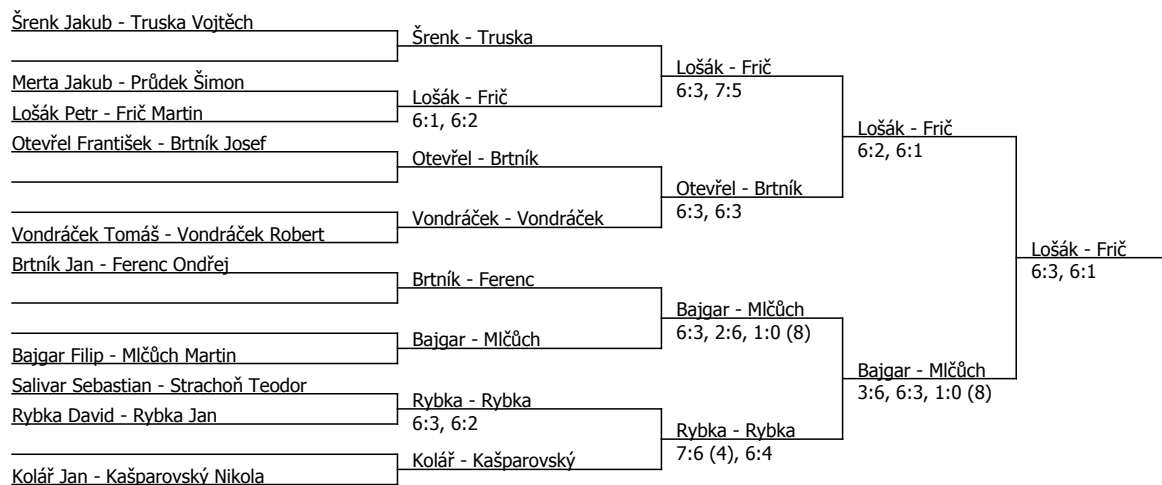 Šrenk Jakub - Truska Vojtěch
Merta Jakub - Průdek Šimon
Lošák Petr - Frič Martin
Otevřel František - Brtník Josef
Vondráček Tomáš - Vondráček Robert
Brtník Jan - Ferenc Ondřej
Bajgar Filip - Mlčůch Martin
Salivar Sebastian - Strachoň Teodor
Rybka David - Rybka Jan
Kolář Jan - Kašparovský Nikola
Šrenk - Truska
Lošák - Frič
6:1, 6:2
Otevřel - Brtník
Vondráček - Vondráček
Brtník - Ferenc
Bajgar - Mlčůch
Rybka - Rybka
6:3, 6:2
Kolář - Kašparovský
Lošák - Frič
6:3, 7:5
Otevřel - Brtník
6:3, 6:3
Bajgar - Mlčůch
6:3, 2:6, 1:0 (8)
Rybka - Rybka
7:6 (4), 6:4
Lošák - Frič
6:2, 6:1
Bajgar - Mlčůch
3:6, 6:3, 1:0 (8)
Lošák - Frič
6:3, 6:1